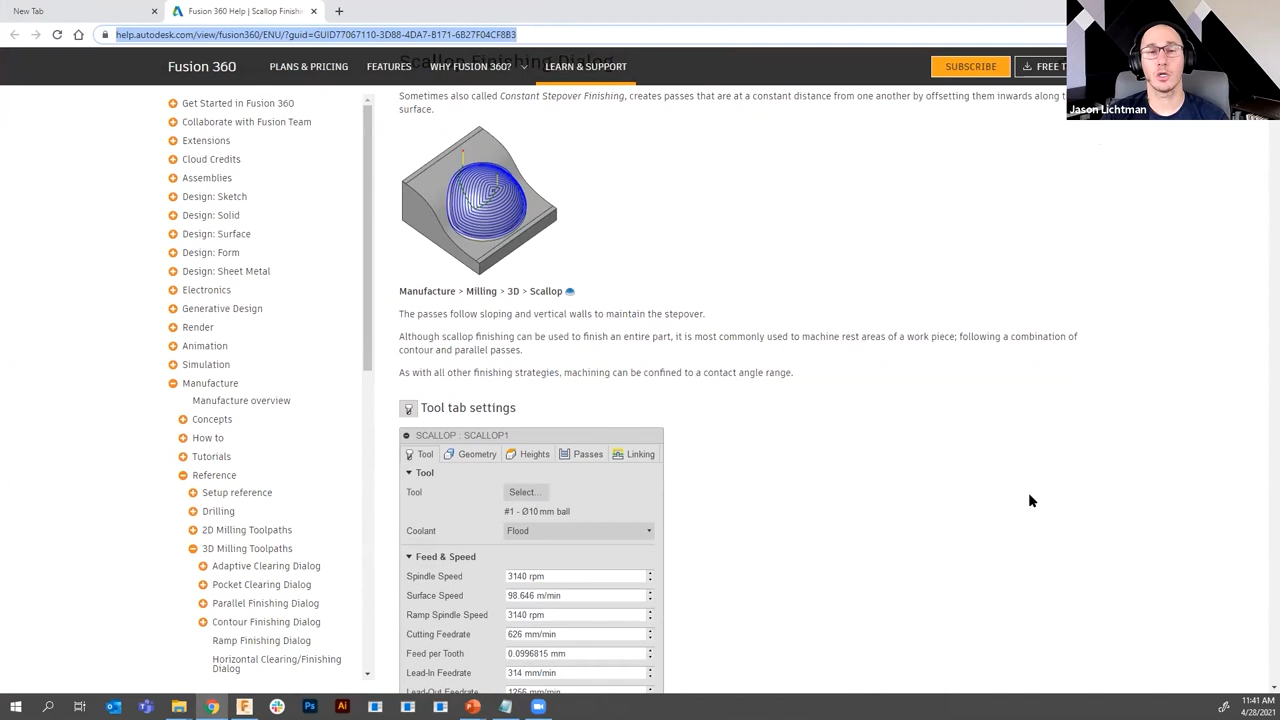 New Tab
Fusion 360 Help | Scallop Finishin
help.autodesk.com/view/fusion360/ENU/?guid=GUID77067110-3D88-4DA7-8171-6B27F04CF8B3
Jason Lichtman
Fusion 360
PLANS & PRICING
FEATURES
WHY FUSION 360?
LEARN & SUPPORT
SUBSCRIBE
FREE T
Scallop Finishing Dialog
Get Started in Fusion 360
Collaborate with Fusion Team
Extensions
Cloud Credits
Assemblies
Design: Sketch
Design: Solid
Design: Surface
Design: Form
Design: Sheet Metal
Electronics
Generative Design
Render
Animation
Simulation
Manufacture
Manufacture overview
Concepts
How to
Tutorials
Reference
Setup reference
Drilling
2D Milling Toolpaths
3D Milling Toolpaths
Adaptive Clearing Dialog
Pocket Clearing Dialog
Parallel Finishing Dialog
Contour Finishing Dialog
Ramp Finishing Dialog
Horizontal Clearing/Finishing
Dialog
Sometimes also called Constant Stepover Finishing, creates passes that are at a constant distance from one another by offsetting them inwards along t
surface.
Manufacture > Milling > 3D > Scallop
The passes follow sloping and vertical walls to maintain the stepover.
Although scallop finishing can be used to finish an entire part, it is most commonly used to machine rest areas of a work piece; following a combination of
contour and parallel passes.
As with all other finishing strategies, machining can be confined to a contact angle range.
Tool tab settings
SCALLOP : SCALLOP1
Tool
Geometry
Heights
Passes
Linking
Tool
Tool
Select...
#1 - Ø10 mm ball
Coolant
Flood
Feed & Speed
Spindle Speed
3140 rpm
Surface Speed
98.646 m/min
Ramp Spindle Speed
3140 rpm
Cutting Feedrate
626 mm/min
Feed per Tooth
0.0996815 mm
Lead-In Feedrate
314 mm/min
Lead-Out Feedrate
1256 mm/min
11:41 AM
4/28/2021